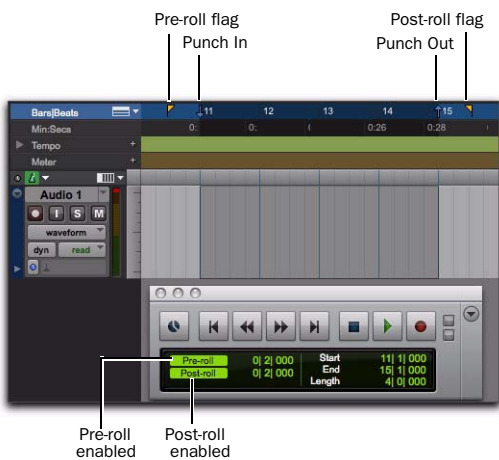 Pre-roll flag
Post-roll flag
Punch In
Punch Out
Bars|Beats
11 12 13 14 15
Min:Secs
0: 0: 0:26 0:28
Tempo +
Meter +
Audio 1
I S M
waveform
dyn read
Pre-roll 0| 2| 000
Post-roll 0| 2| 000
Start 11| 1| 000
End 15| 1| 000
Length 4| 0| 000
Pre-roll enabled
Post-roll enabled